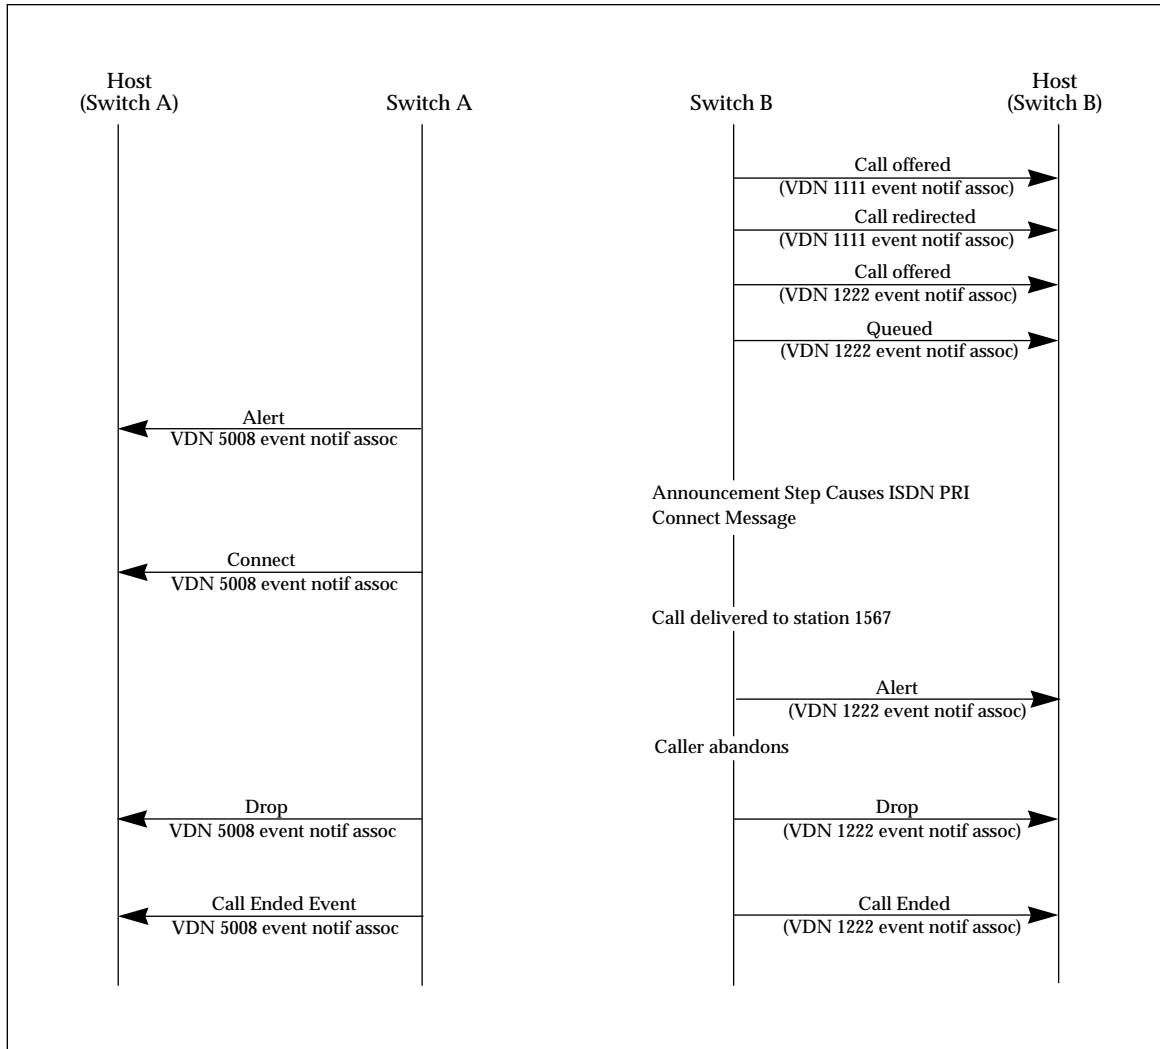 Host
(Switch A)
Switch A
Switch B
Host
(Switch B)
Call offered
(VDN 1111 event notif assoc)
Call redirected
(VDN 1111 event notif assoc)
Call offered
(VDN 1222 event notif assoc)
Queued
(VDN 1222 event notif assoc)
Alert
VDN 5008 event notif assoc
Announcement Step Causes ISDN PRI
Connect Message
Connect
VDN 5008 event notif assoc
Call delivered to station 1567
Alert
(VDN 1222 event notif assoc)
Caller abandons
Drop
VDN 5008 event notif assoc
Drop
(VDN 1222 event notif assoc)
Call Ended Event
VDN 5008 event notif assoc
Call Ended
(VDN 1222 event notif assoc)